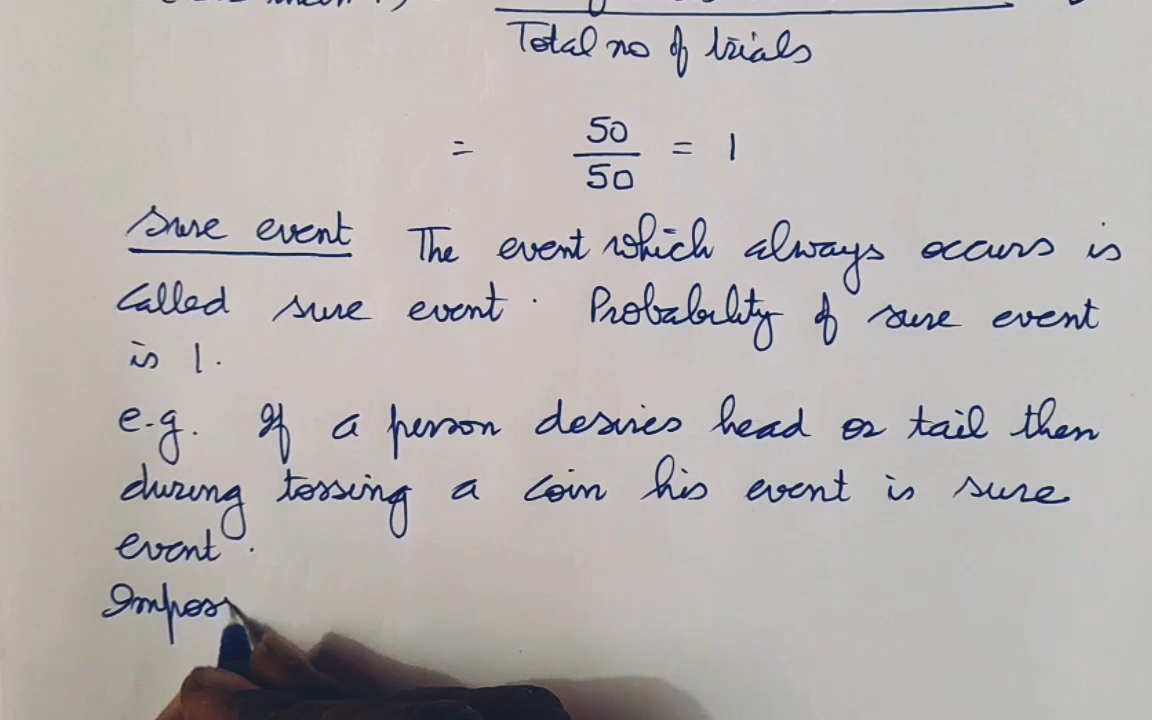 Total no of trials
= 50/50 = 1
Sure event The event which always occurs is
called sure event. Probability of sure event
is 1.
e.g. If a person desires head or tail then
during tossing a coin his event is sure
event.
Impos